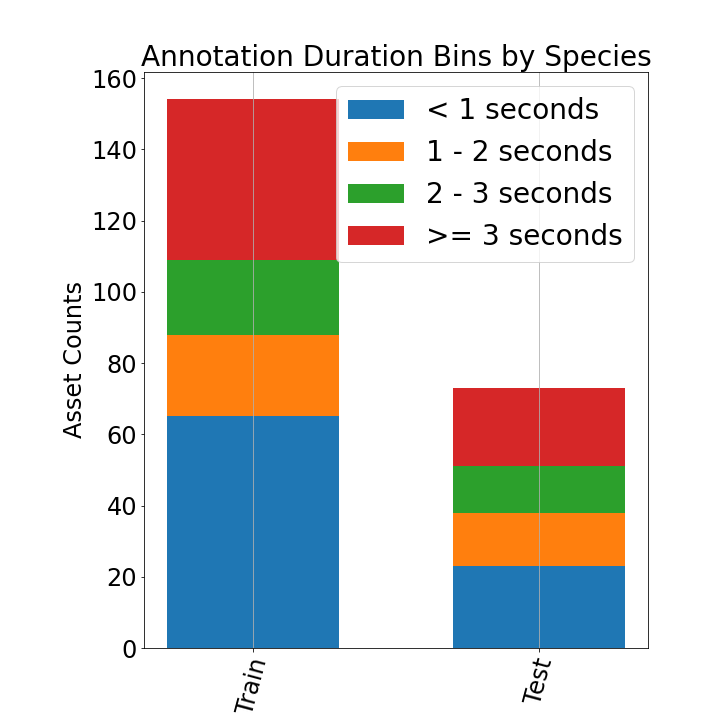 Annotation Duration Bins by Species
160
140
120
100
80
60
40
20
0
Asset Counts
< 1 seconds
1 - 2 seconds
2 - 3 seconds
>= 3 seconds
Train
Test